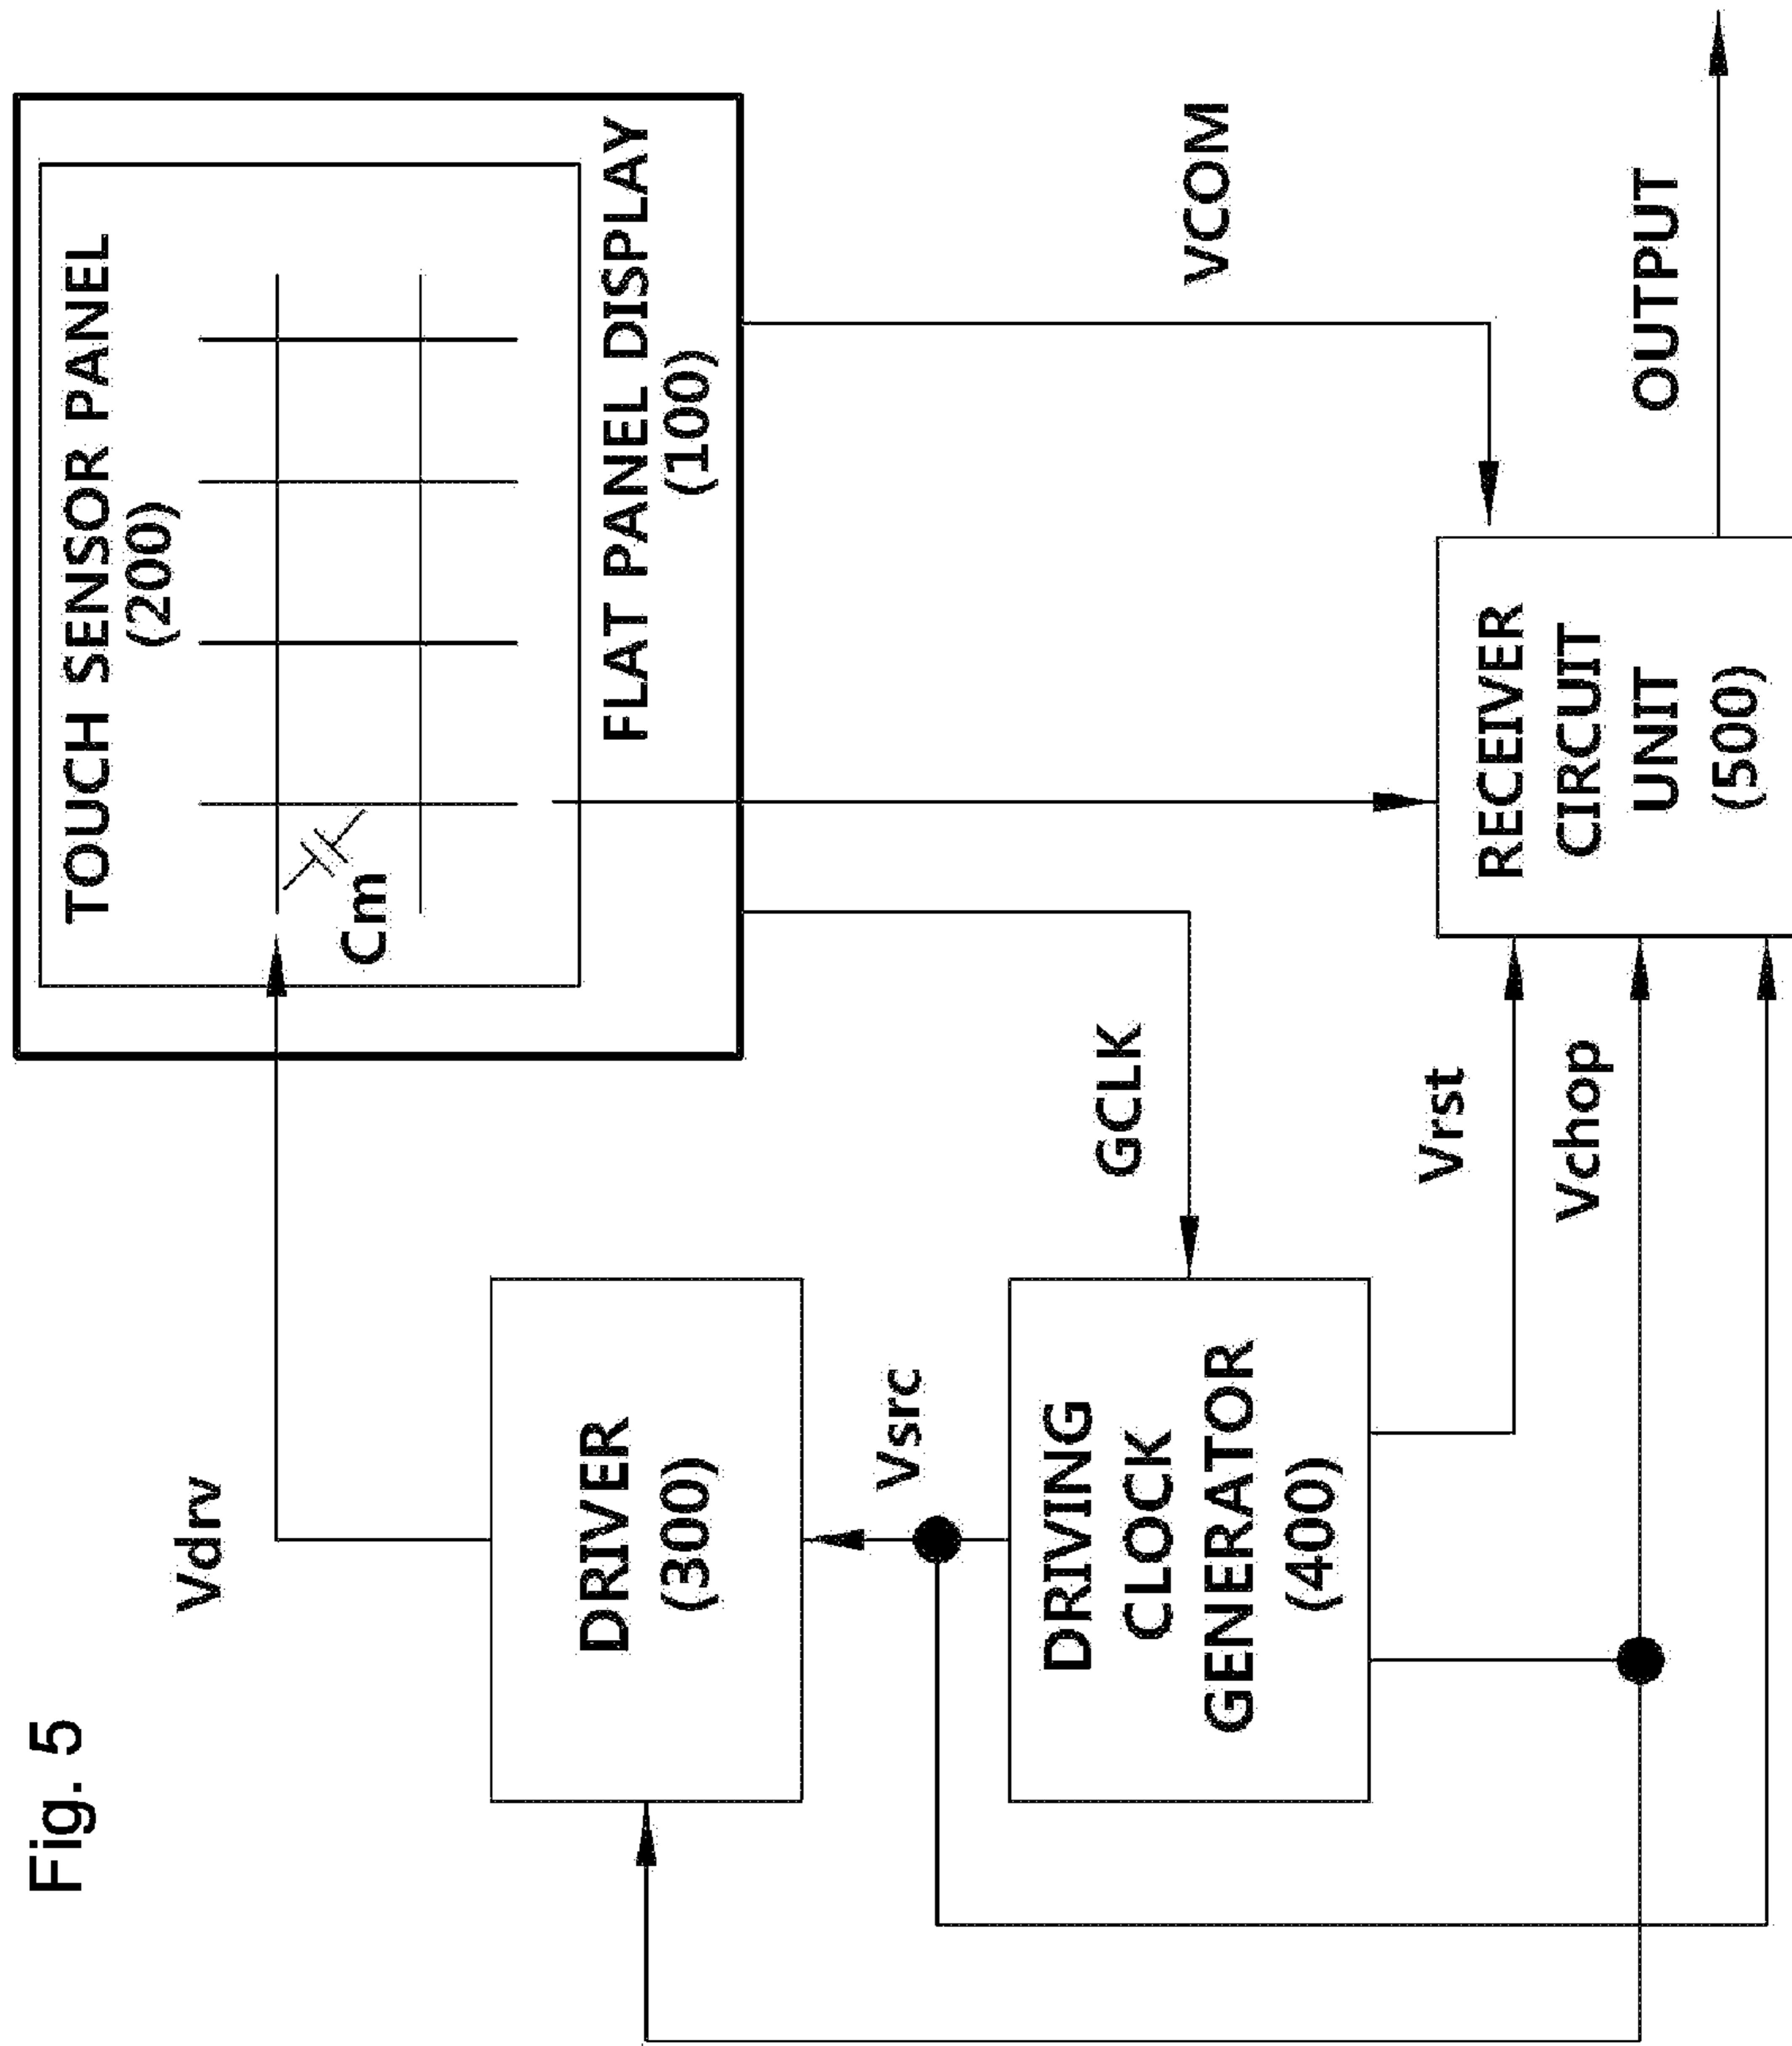 Fig. 5
TOUCH SENSOR PANEL
(200)
Cm
FLAT PANEL DISPLAY
(100)
Vdrv
DRIVER
(300)
Vsrc
GCLK
VCOM
DRIVING
CLOCK
GENERATOR
(400)
Vrst
Vchop
RECEIVER
CIRCUIT
UNIT
(500)
OUTPUT